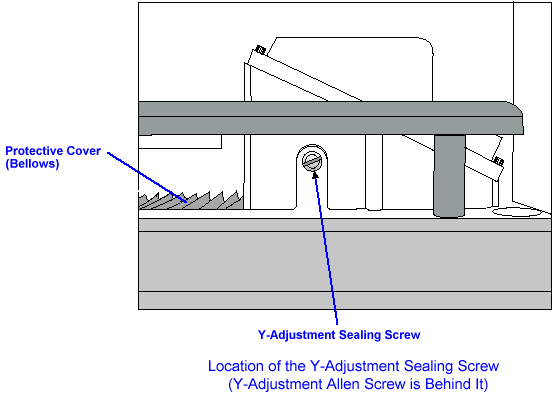 Protective Cover
(Bellows)
Y-Adjustment Sealing Screw
Location of the Y-Adjustment Sealing Screw
(Y-Adjustment Allen Screw is Behind It)